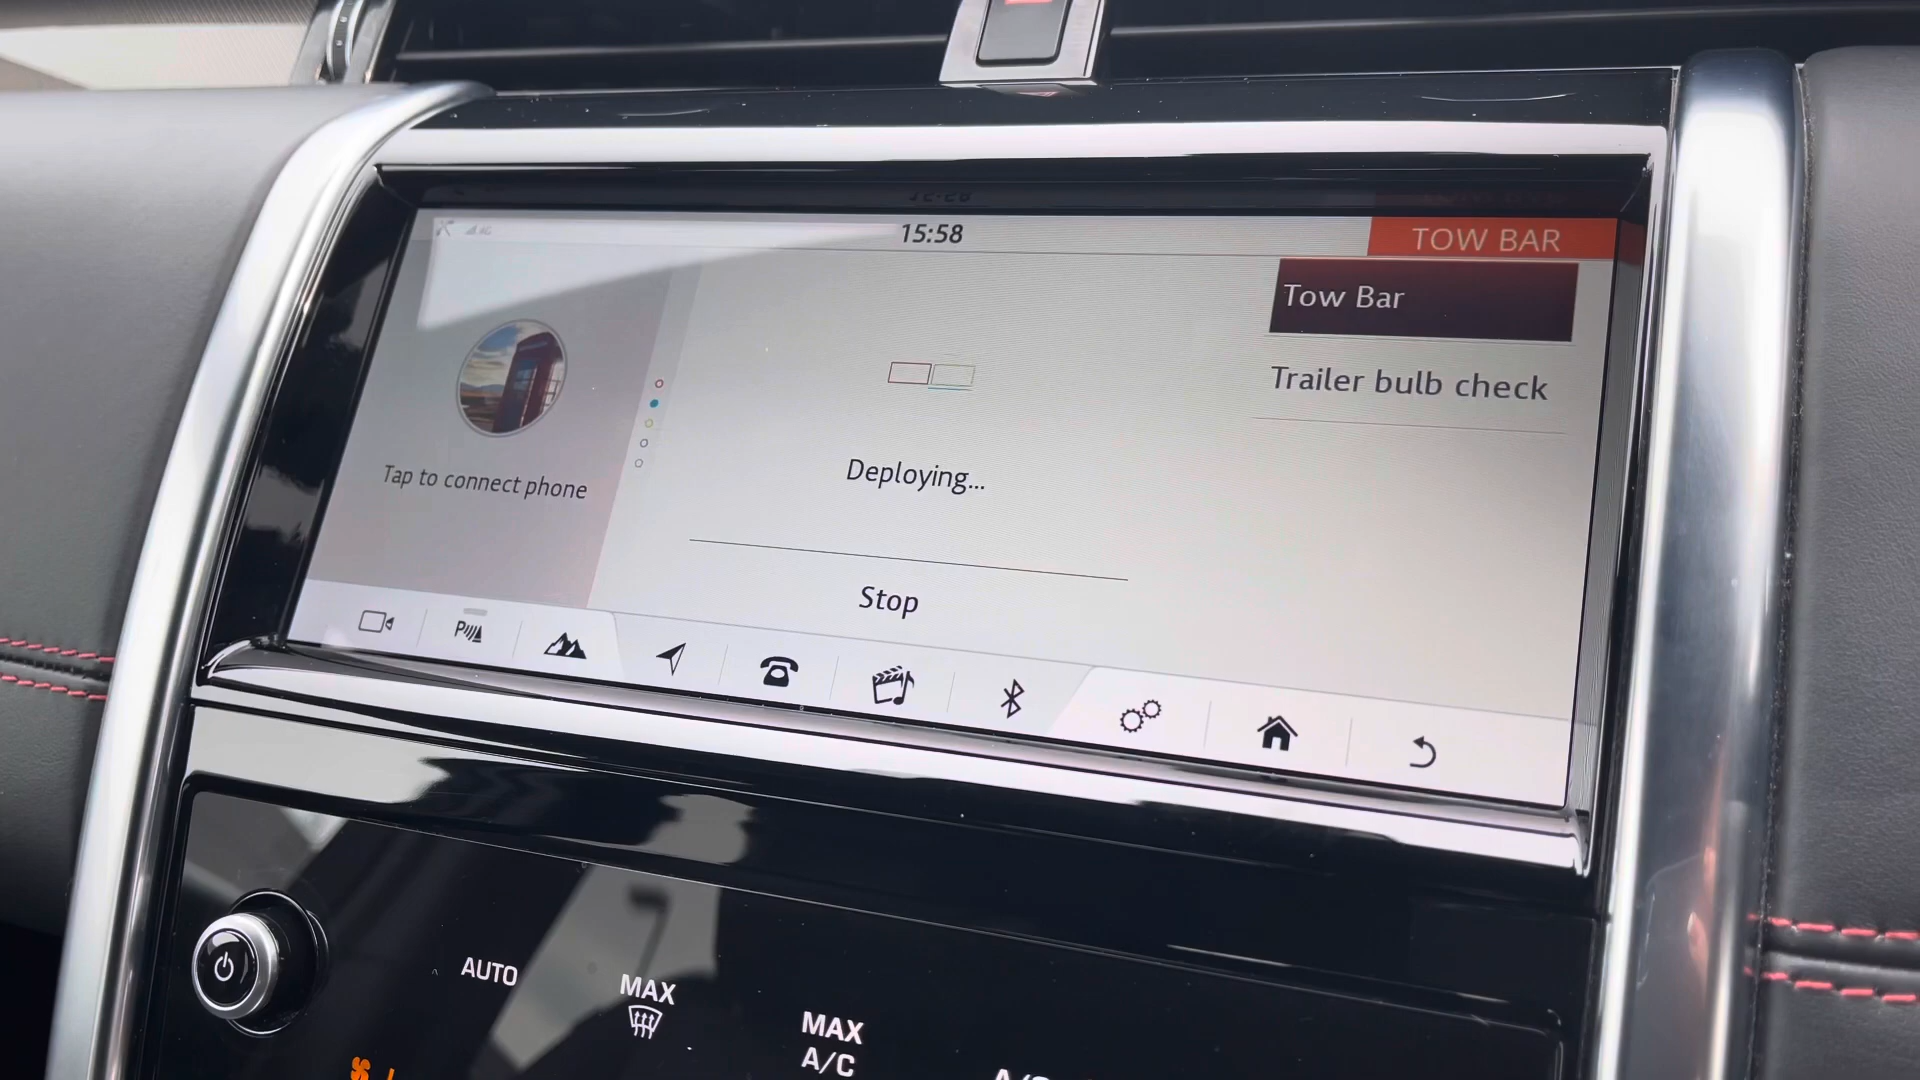 15:58
TOW BAR
Tow Bar
Trailer bulb check
Tap to connect phone
Deploying...
Stop
AUTO
MAX
MAX
A/C